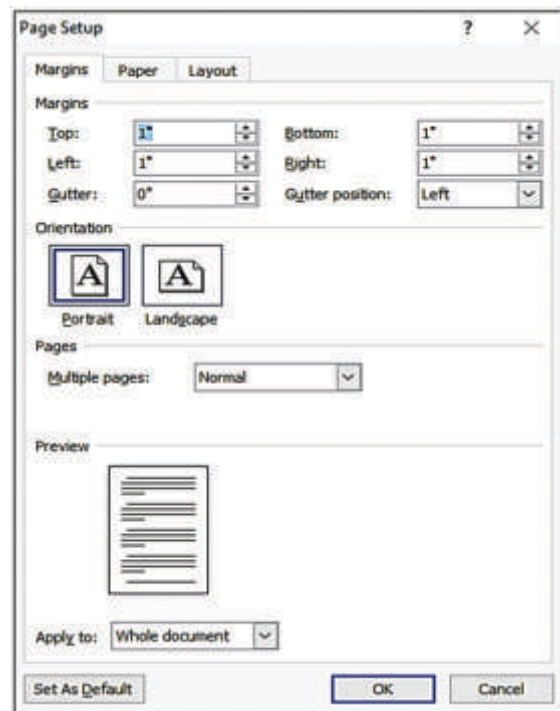 Page Setup ? ×
Margins Paper Layout
Margins
Top: 1" Bottom: 1"
Left: 1" Right: 1"
Gutter: 0" Gutter position: Left
Orientation
A A
Portrait Landscape
Pages
Multiple pages: Normal
Preview
Apply to: Whole document
Set As Default OK Cancel